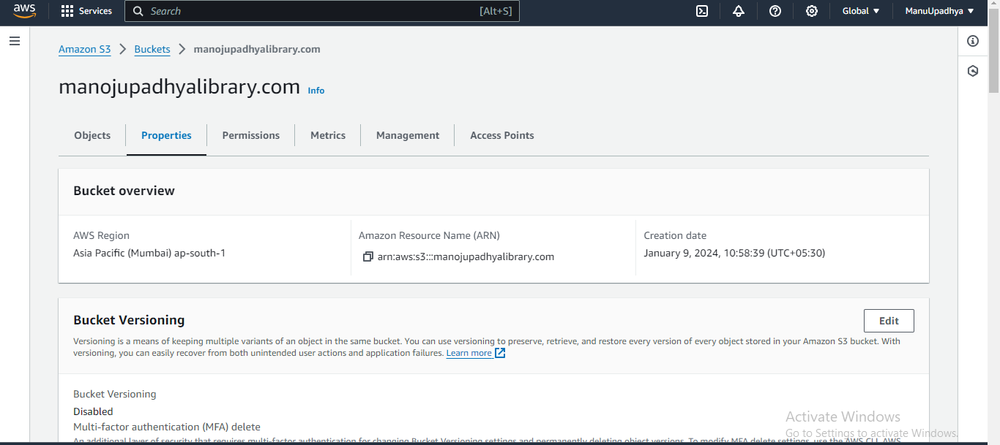 aws
Services
Search
[Alt+S]
Global
ManuUpadhya
Amazon S3 > Buckets > manojupadhyalibrary.com
manojupadhyalibrary.com Info
Objects
Properties
Permissions
Metrics
Management
Access Points
Bucket overview
AWS Region
Asia Pacific (Mumbai) ap-south-1
Amazon Resource Name (ARN)
arn:aws:s3:::manojupadhyalibrary.com
Creation date
January 9, 2024, 10:58:39 (UTC+05:30)
Bucket Versioning
Edit
Versioning is a means of keeping multiple variants of an object in the same bucket. You can use versioning to preserve, retrieve, and restore every version of every object stored in your Amazon S3 bucket. With
versioning, you can easily recover from both unintended user actions and application failures. Learn more
Bucket Versioning
Disabled
Multi-factor authentication (MFA) delete
An additional layer of security that requires multi-factor authentication for changing Bucket Versioning settings and permanently deleting object versions. To modify MFA delete settings, use the AWS CLI, AWS
Activate Windows
Go to Settings to activate Windows.